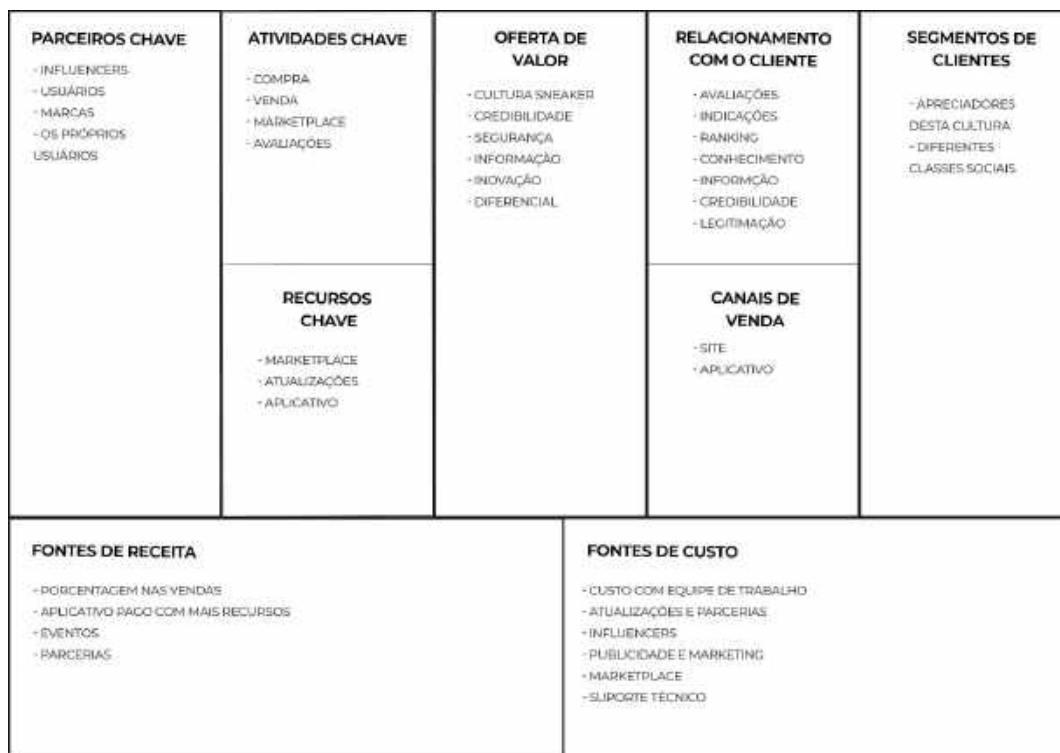 PARCEIROS CHAVE
- INFLUENCERS
- USUÁRIOS
- MARCAS
- OS PRÓPRIOS
USUÁRIOS
ATIVIDADES CHAVE
- COMPRA
- VENDA
- MARKETPLACE
- AVALIAÇÕES
RECURSOS
CHAVE
- MARKETPLACE
- ATUALIZAÇÕES
- APLICATIVO
OFERTA DE
VALOR
- CULTURA SNEAKER
- CREDIBILIDADE
- SEGURANÇA
- INFORMAÇÃO
- INOVAÇÃO
- DIFERENCIAL
RELACIONAMENTO
COM O CLIENTE
- AVALIAÇÕES
- INDICAÇÕES
- RANKING
- CONHECIMENTO
- INFORMÇÃO
- CREDIBILIDADE
- LEGITIMAÇÃO
CANAIS DE
VENDA
- SITE
- APLICATIVO
SEGMENTOS DE
CLIENTES
- APRECIADORES
DESTA CULTURA
- DIFERENTES
CLASSES SOCIAIS
FONTES DE RECEITA
- PORCENTAGEM NAS VENDAS
- APLICATIVO PAGO COM MAIS RECURSOS
- EVENTOS
- PARCERIAS
FONTES DE CUSTO
- CUSTO COM EQUIPE DE TRABALHO
- ATUALIZAÇÕES E PARCERIAS
- INFLUENCERS
- PUBLICIDADE E MARKETING
- MARKETPLACE
- SUPORTE TÉCNICO